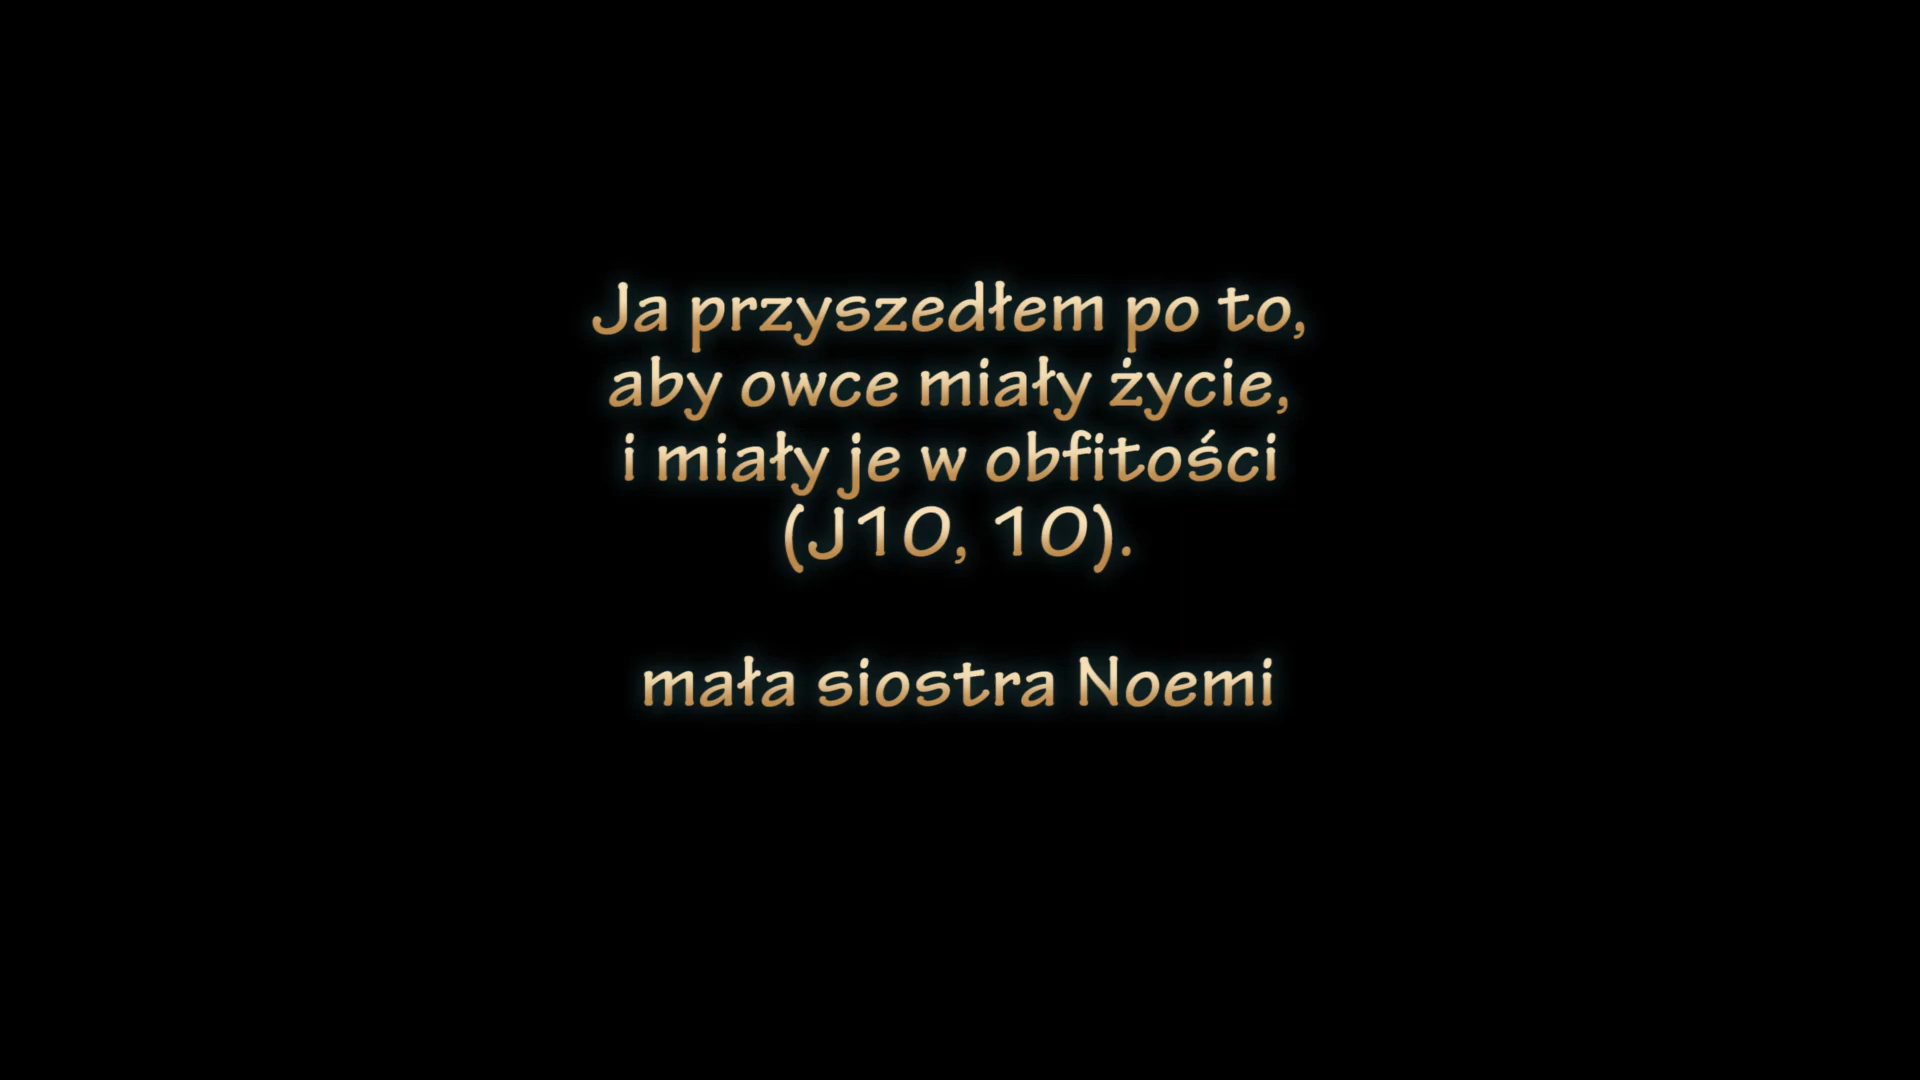 Ja przyszedłem po to,
aby owce miały życie,
i miały je w obfitości
(J10, 10).
mała siostra Noemi